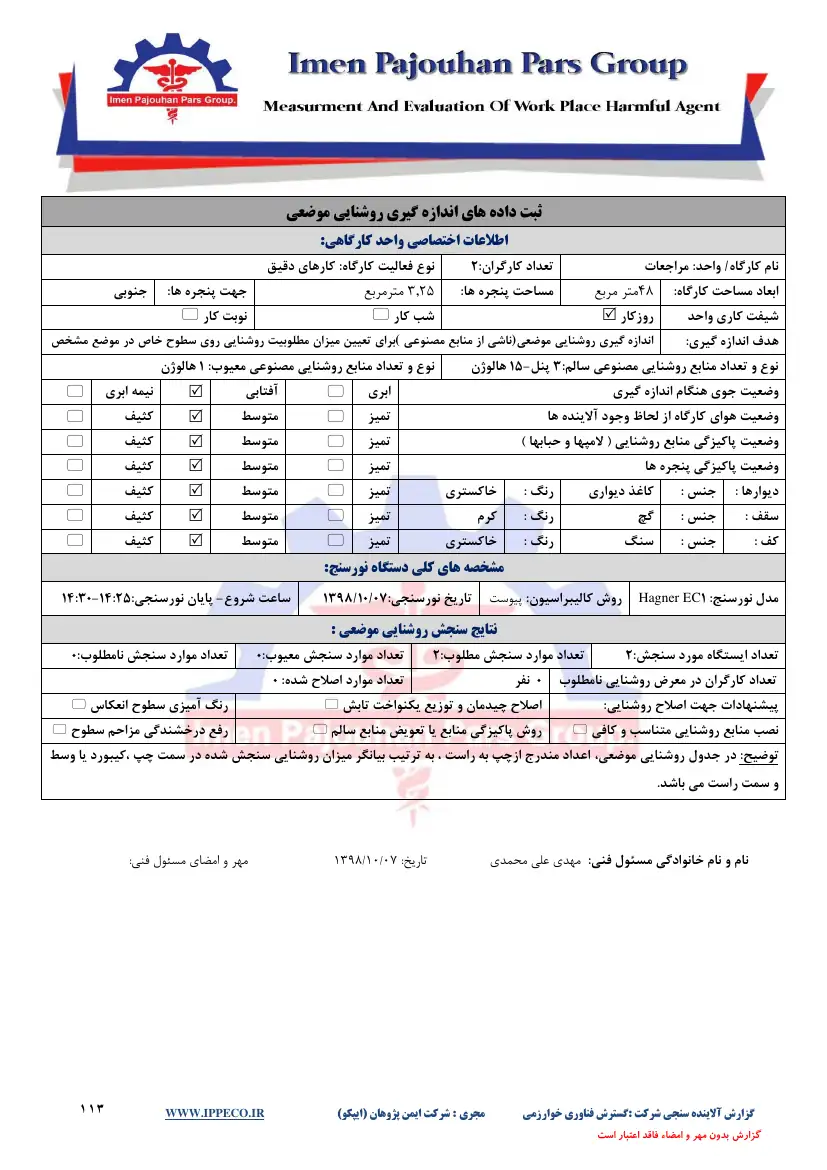 Imen Pajouhan Pars Group
Imen Pajouhan Pars Group.
Measurment And Evaluation Of Work Place Harmful Agent
ثبت داده های اندازه گیری روشنایی موضعی
اطلاعات اختصاصی واحد کارگاهی:
نام کارگاه/ واحد: مراجعات تعداد کارگران:۲ نوع فعالیت کارگاه: کارهای دقیق
ابعاد مساحت کارگاه: ۴۸متر مربع مساحت پنجره ها: ۳,۲۵ مترمربع جهت پنجره ها: جنوبی
شیفت کاری واحد روزکار ☑ شب کار ☐ نوبت کار ☐
هدف اندازه گیری: اندازه گیری روشنایی موضعی(ناشی از منابع مصنوعی )برای تعیین میزان مطلوبیت روشنایی روی سطوح خاص در موضع مشخص
نوع و تعداد منابع روشنایی مصنوعی سالم:۳ پنل-۱۵ هالوژن نوع و تعداد منابع روشنایی مصنوعی معیوب: ۱ هالوژن
وضعیت جوی هنگام اندازه گیری ابری ☐ آفتابی ☑ نیمه ابری ☐
وضعیت هوای کارگاه از لحاظ وجود آلاینده ها تمیز ☐ متوسط ☑ کثیف ☐
وضعیت پاکیزگی منابع روشنایی ( لامپها و حبابها ) تمیز ☐ متوسط ☑ کثیف ☐
وضعیت پاکیزگی پنجره ها تمیز ☐ متوسط ☑ کثیف ☐
دیوارها : جنس : کاغذ دیواری رنگ : خاکستری تمیز ☐ متوسط ☑ کثیف ☐
سقف : جنس : گچ رنگ : کرم تمیز ☐ متوسط ☑ کثیف ☐
کف : جنس : سنگ رنگ : خاکستری تمیز ☐ متوسط ☑ کثیف ☐
مشخصه های کلی دستگاه نورسنج:
مدل نورسنج: Hagner EC۱ روش کالیبراسیون: پیوست تاریخ نورسنجی:۱۳۹۸/۱۰/۰۷ ساعت شروع- پایان نورسنجی:۱۴:۲۵-۱۴:۳۰
نتایج سنجش روشنایی موضعی :
تعداد ایستگاه مورد سنجش:۲ تعداد موارد سنجش مطلوب:۲ تعداد موارد سنجش معیوب:۰ تعداد موارد سنجش نامطلوب:۰
تعداد کارگران در معرض روشنایی نامطلوب ۰ نفر تعداد موارد اصلاح شده: ۰
پیشنهادات جهت اصلاح روشنایی: اصلاح چیدمان و توزیع یکنواخت تابش ☐ رنگ آمیزی سطوح انعکاس ☐
نصب منابع روشنایی متناسب و کافی ☐ روش پاکیزگی منابع یا تعویض منابع سالم ☐ رفع درخشندگی مزاحم سطوح ☐
توضیح: در جدول روشنایی موضعی، اعداد مندرج ازچپ به راست ، به ترتیب بیانگر میزان روشنایی سنجش شده در سمت چپ ،کیبورد یا وسط
و سمت راست می باشد.
Imen Pajouhan Pars Group.
نام و نام خانوادگی مسئول فنی: مهدی علی محمدی تاریخ: ۱۳۹۸/۱۰/۰۷ مهر و امضای مسئول فنی:
گزارش آلاینده سنجی شرکت :گسترش فناوری خوارزمی مجری : شرکت ایمن پژوهان (ایپکو) WWW.IPPECO.IR ۱۱۳
گزارش بدون مهر و امضاء فاقد اعتبار است